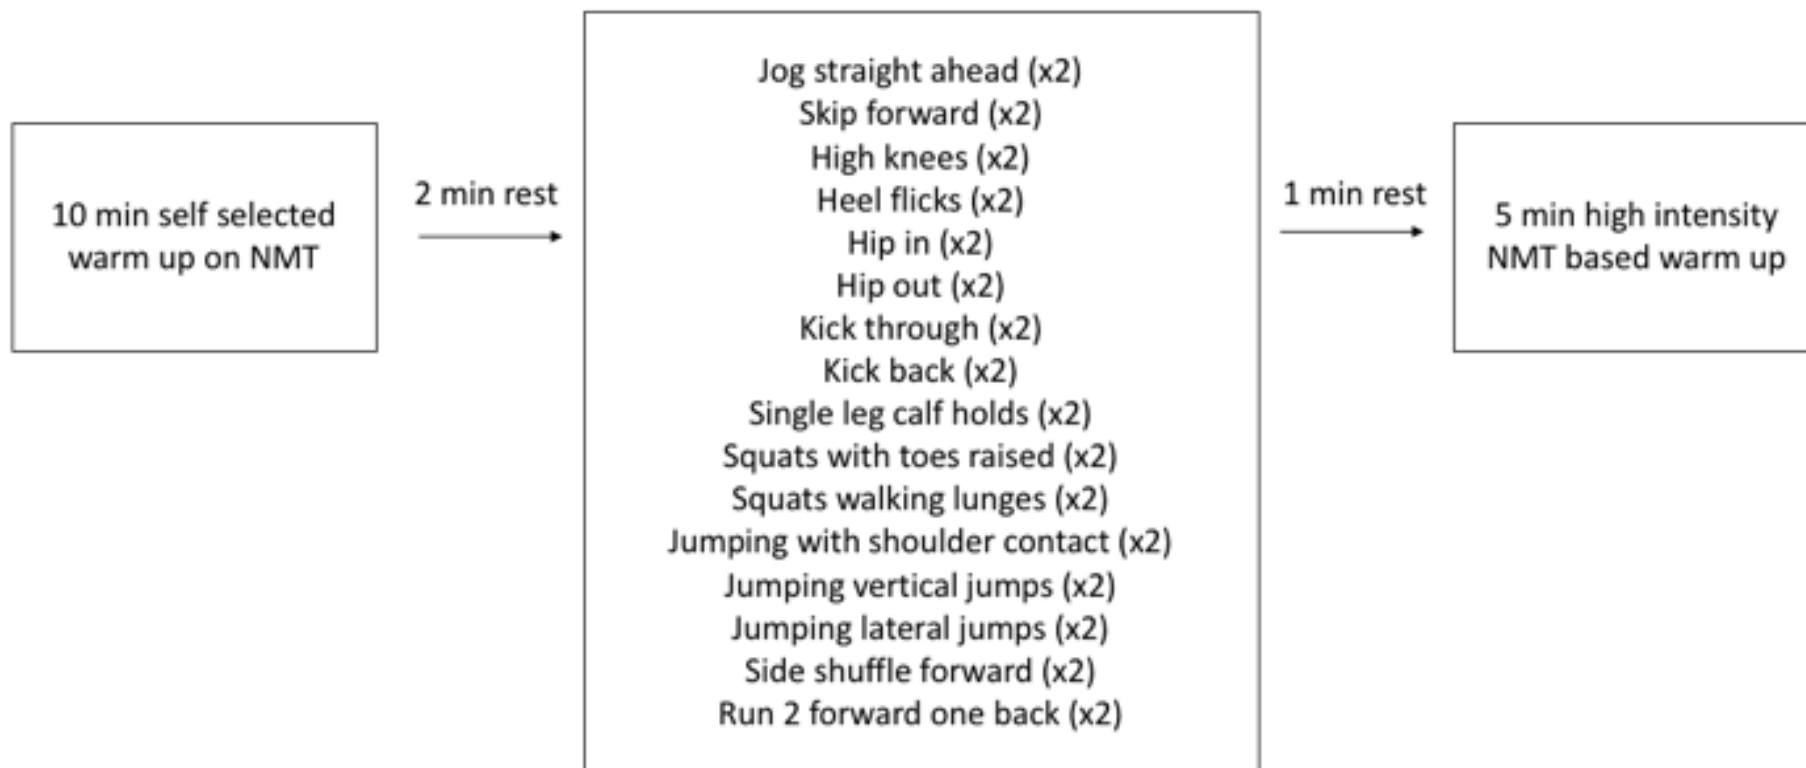 10 min self selected
warm up on NMT
2 min rest
Jog straight ahead (x2)
Skip forward (x2)
High knees (x2)
Heel flicks (x2)
Hip in (x2)
Hip out (x2)
Kick through (x2)
Kick back (x2)
Single leg calf holds (x2)
Squats with toes raised (x2)
Squats walking lunges (x2)
Jumping with shoulder contact (x2)
Jumping vertical jumps (x2)
Jumping lateral jumps (x2)
Side shuffle forward (x2)
Run 2 forward one back (x2)
1 min rest
5 min high intensity
NMT based warm up